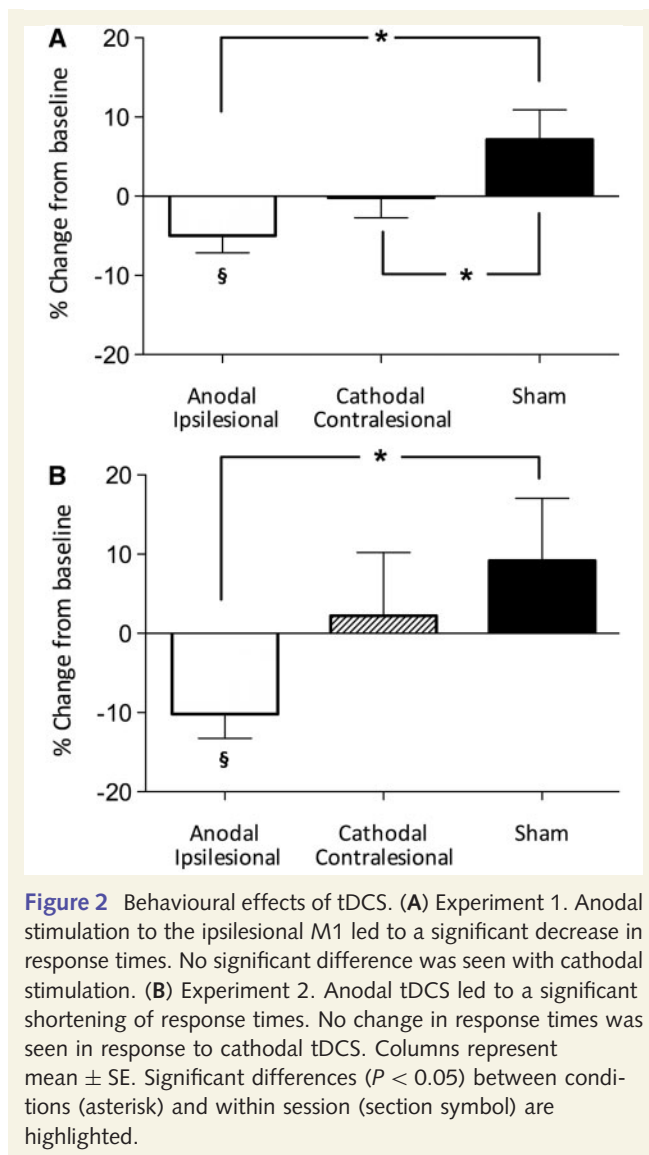 A
20
*
10
0
-10
§
*
-20
% Change from baseline
Anodal
Ipsilesional
Cathodal
Contralesional
Sham
B
20
*
10
0
-10
§
-20
% Change from baseline
Anodal
Ipsilesional
Cathodal
Contralesional
Sham
Figure 2 Behavioural effects of tDCS. (A) Experiment 1. Anodal
stimulation to the ipsilesional M1 led to a significant decrease in
response times. No significant difference was seen with cathodal
stimulation. (B) Experiment 2. Anodal tDCS led to a significant
shortening of response times. No change in response times was
seen in response to cathodal tDCS. Columns represent
mean ± SE. Significant differences (P < 0.05) between condi-
tions (asterisk) and within session (section symbol) are
highlighted.